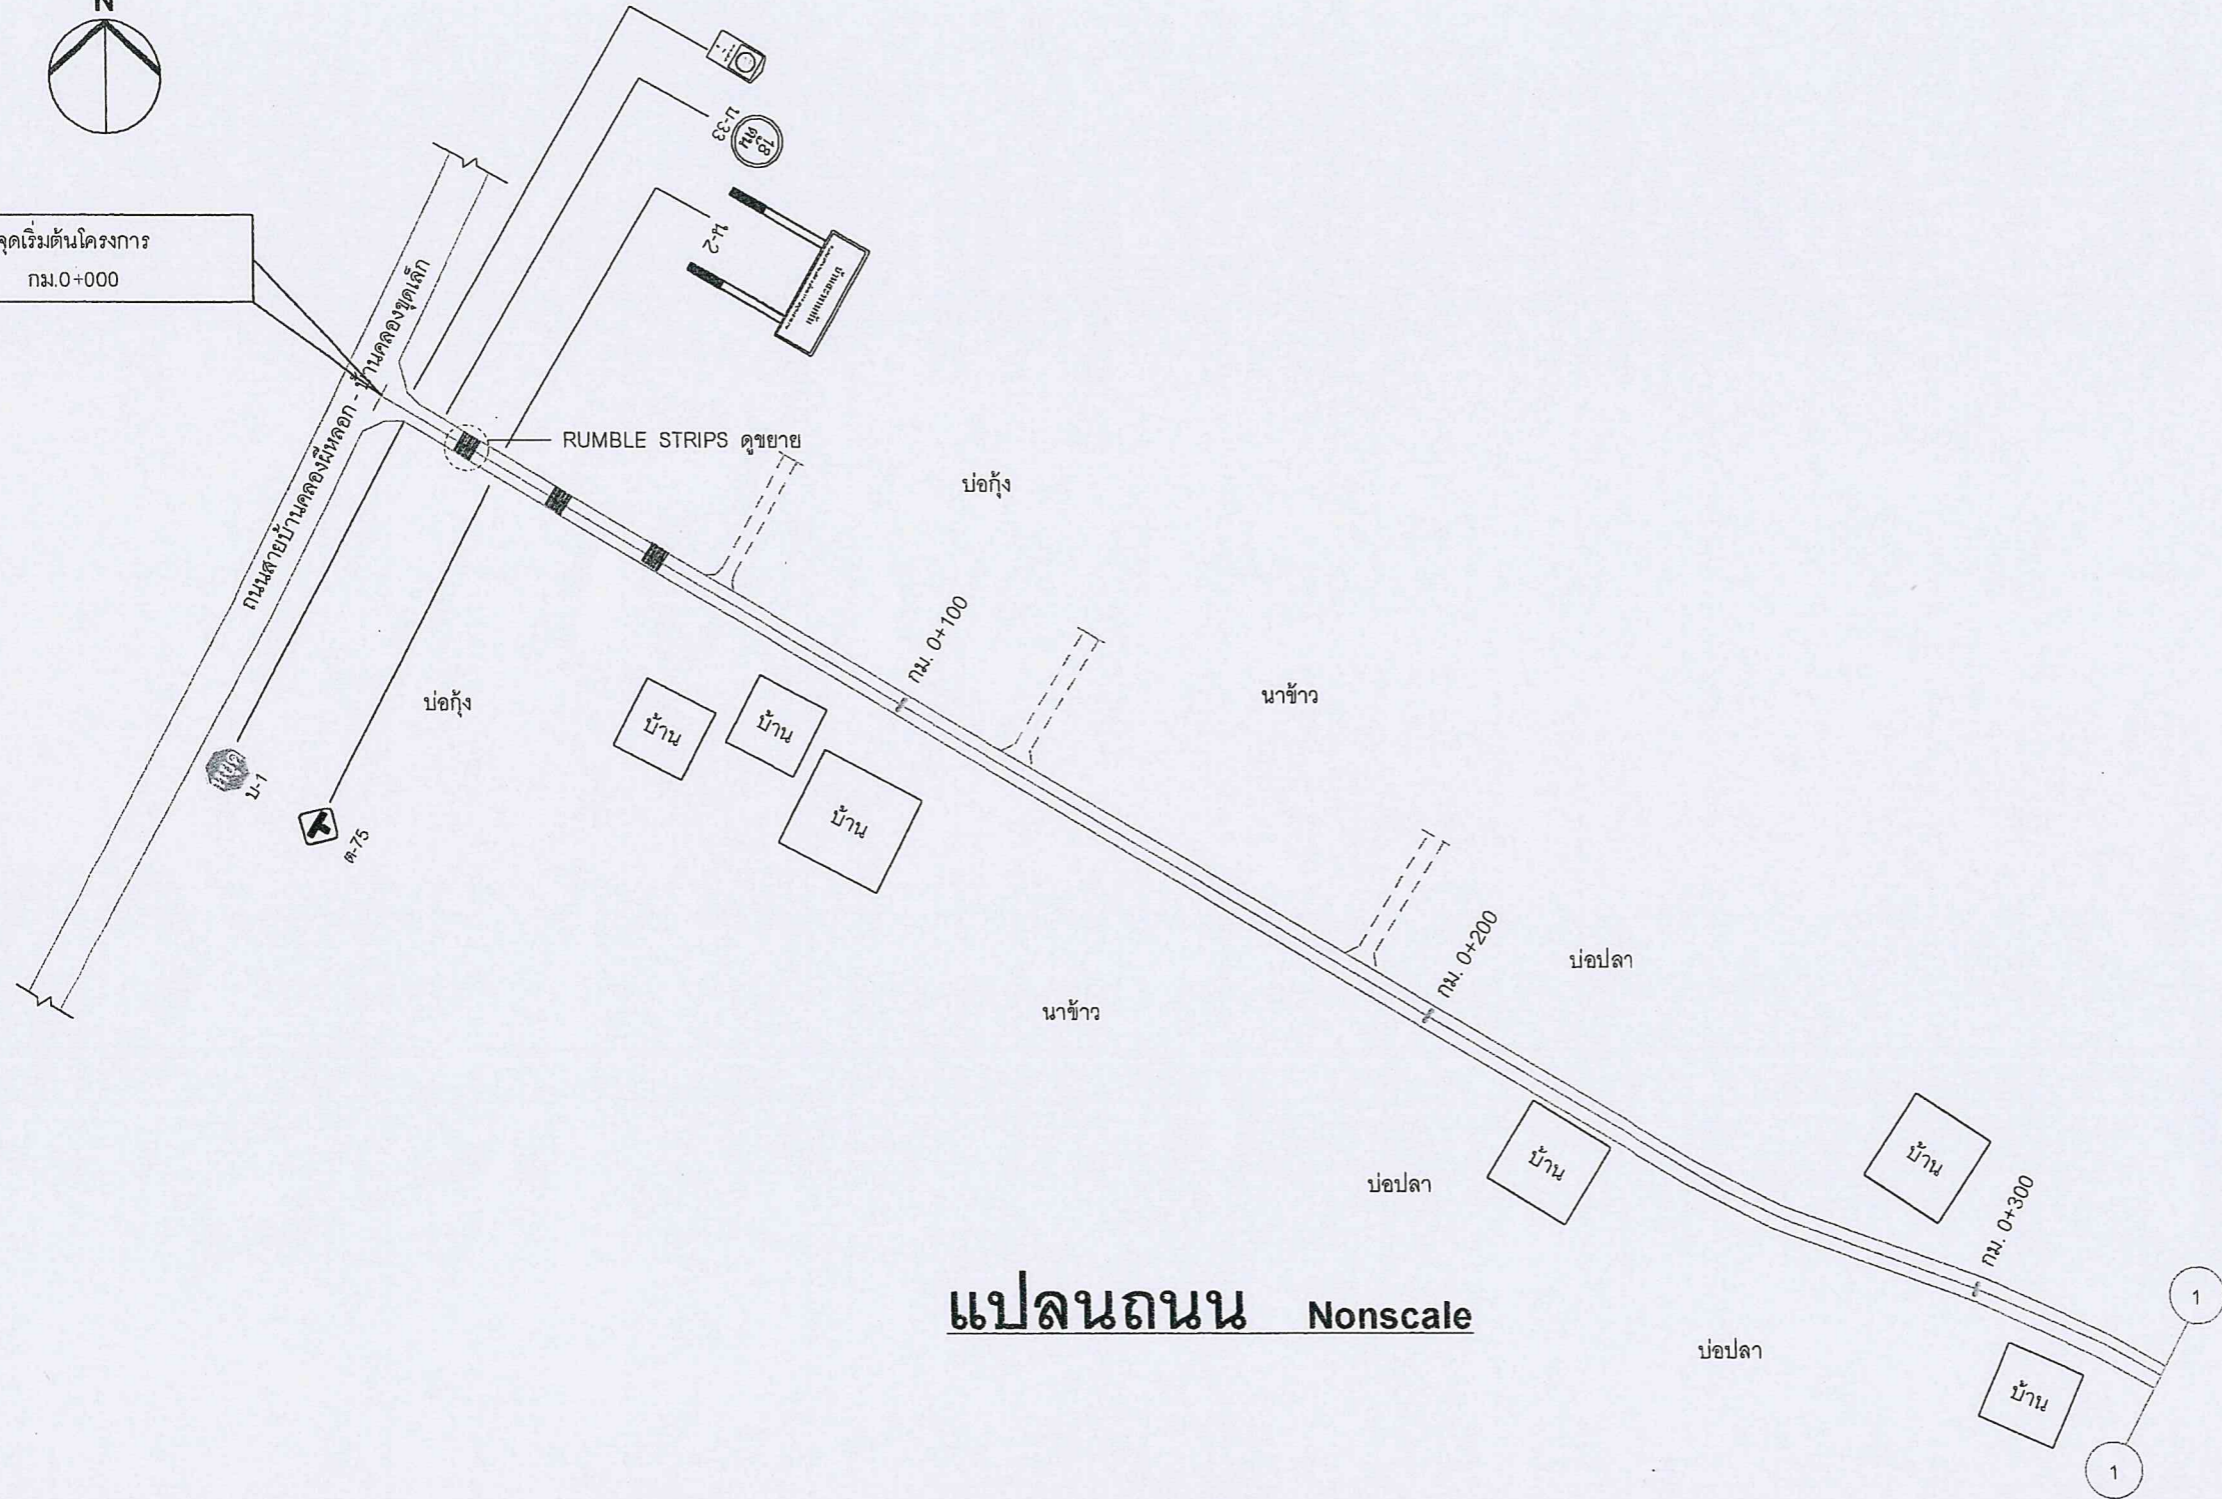 N
จุดเริ่มต้นโครงการ
กม.0+000
ถนนสายบ้านคลองผีหลอก - บ้านคลองขุดเล็ก
บ-33
18
ตัน
น-2
RUMBLE STRIPS ดูขยาย
บ่อกุ้ง
กม. 0+100
บ่อกุ้ง
นาข้าว
บ้าน
บ้าน
บ้าน
หยุด
บ-1
ต-75
กม. 0+200
บ่อปลา
นาข้าว
บ้าน
บ้าน
บ่อปลา
กม. 0+300
แปลนถนน Nonscale
1
บ่อปลา
บ้าน
1